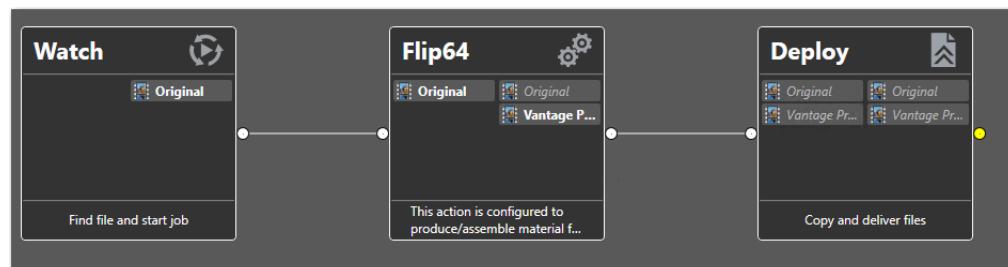 Watch
Original
Find file and start job
Flip64
Original
Original
Vantage P...
This action is configured to
produce/assemble material f...
Deploy
Original
Original
Vantage Pr...
Vantage Pr...
Copy and deliver files